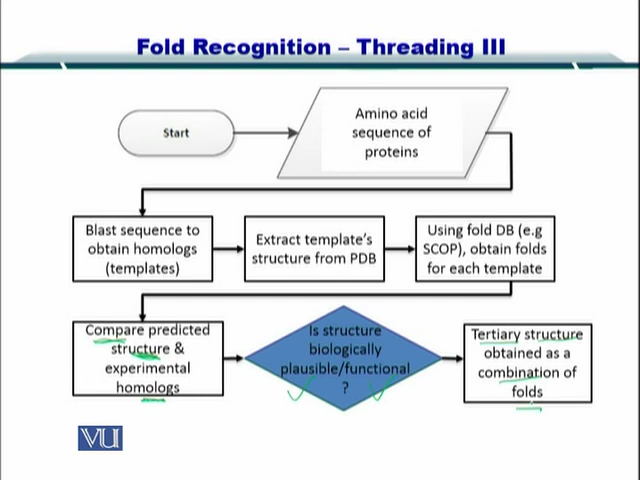 Fold Recognition – Threading III
Start
Amino acid
sequence of
proteins
Blast sequence to
obtain homologs
(templates)
Extract template's
structure from PDB
Using fold DB (e.g
SCOP), obtain folds
for each template
Compare predicted
structure &
experimental
homologs
Is structure
biologically
plausible/functional
?
Tertiary structure
obtained as a
combination of
folds
VU